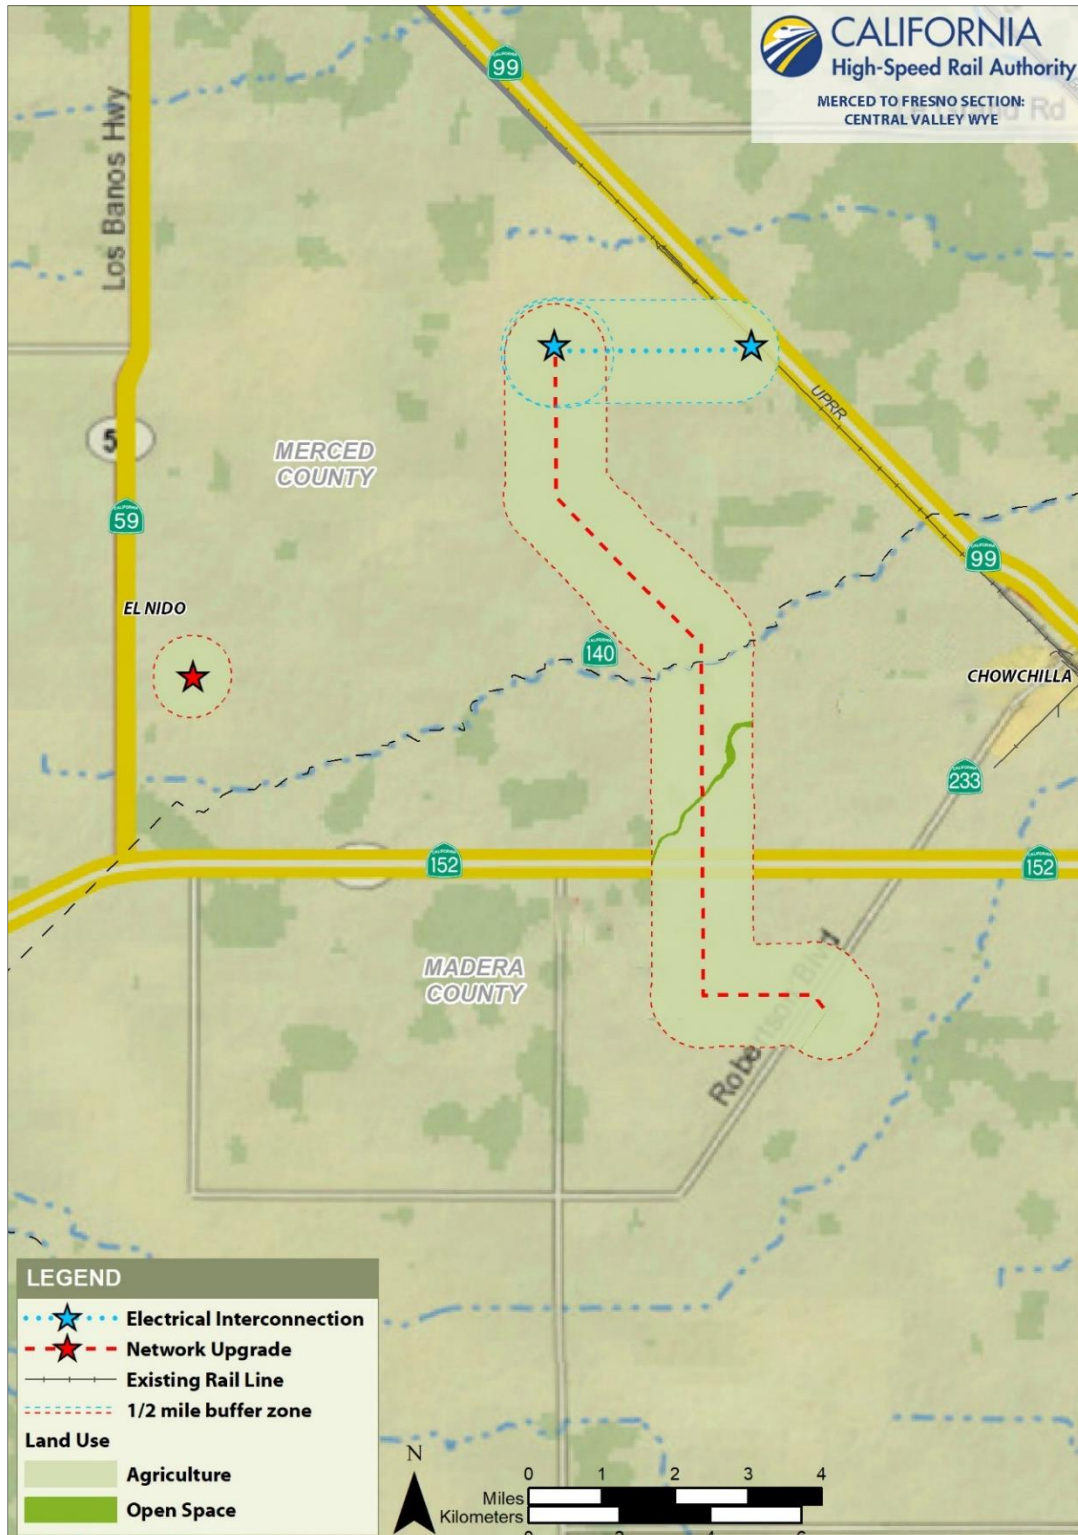 CALIFORNIA
High-Speed Rail Authority
MERCED TO FRESNO SECTION:
CENTRAL VALLEY WYE
Rd
99
Los Banos Hwy
UPRR
5
MERCED
COUNTY
59
99
EL NIDO
140
CHOWCHILLA
233
152
152
MADERA
COUNTY
Robertson Blvd
LEGEND
Electrical Interconnection
Network Upgrade
Existing Rail Line
1/2 mile buffer zone
Land Use
Agriculture
Open Space
N
0 1 2 3 4
Miles
Kilometers